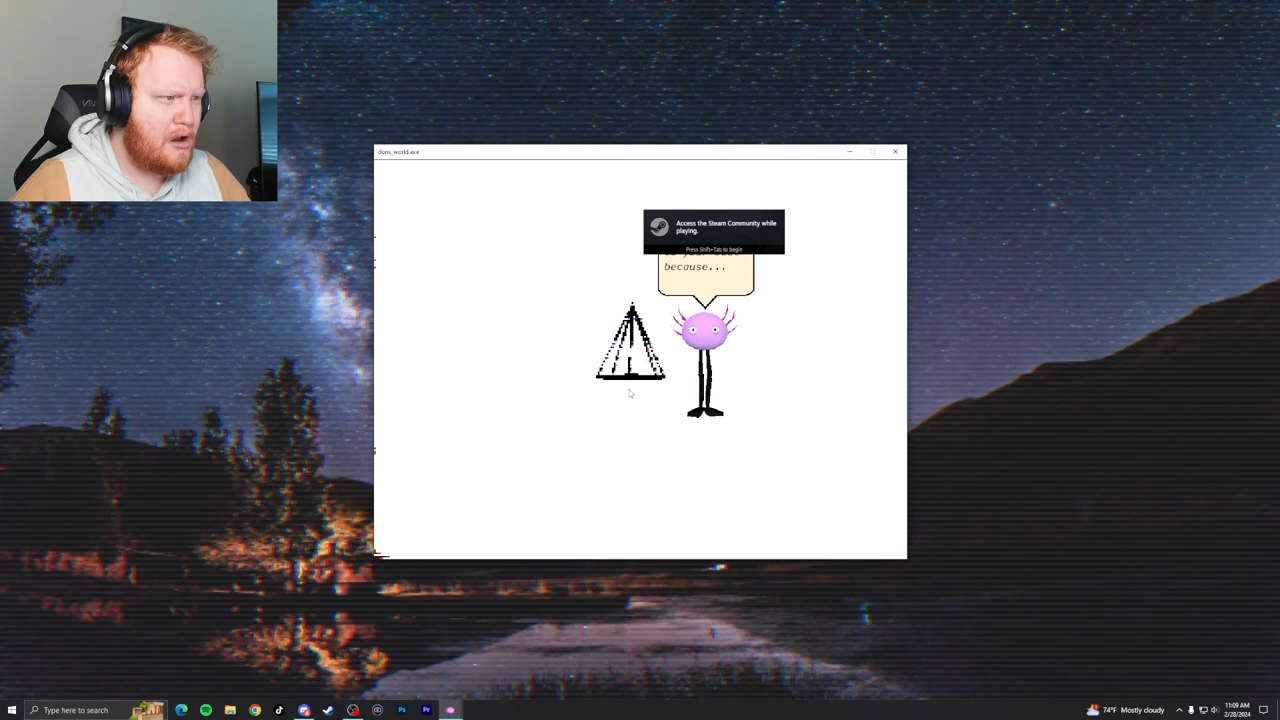 dons_world.exe
Access the Steam Community while
playing.
Press Shift+Tab to begin
because...
Type here to search
74°F Mostly cloudy
11:09 AM
2/28/2024